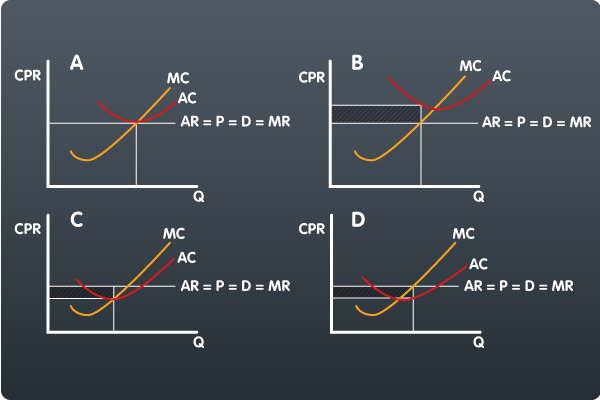 A
CPR
MC
AC
AR = P = D = MR
Q
B
CPR
MC
AC
AR = P = D = MR
Q
C
CPR
MC
AC
AR = P = D = MR
Q
D
CPR
MC
AC
AR = P = D = MR
Q